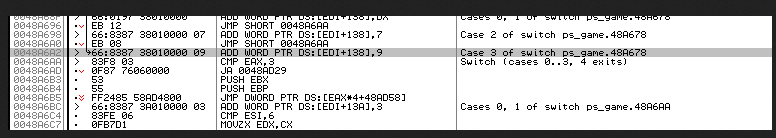 0048A68F > 66:0197 38010000 ADD WORD PTR DS:[EDI+138],DX Cases 0, 1 of switch ps_game.48A678
0048A696 EB 12 JMP SHORT 0048A6AA
0048A698 > 66:8387 38010000 07 ADD WORD PTR DS:[EDI+138],7 Case 2 of switch ps_game.48A678
0048A6A0 EB 08 JMP SHORT 0048A6AA
0048A6A2 > 66:8387 38010000 09 ADD WORD PTR DS:[EDI+138],9 Case 3 of switch ps_game.48A678
0048A6AA > 83F8 03 CMP EAX,3 Switch (cases 0..3, 4 exits)
0048A6AD 0F87 76060000 JA 0048AD29
0048A6B3 53 PUSH EBX
0048A6B4 55 PUSH EBP
0048A6B5 FF2485 58AD4800 JMP DWORD PTR DS:[EAX*4+48AD58]
0048A6BC > 66:8387 3A010000 03 ADD WORD PTR DS:[EDI+13A],3 Cases 0, 1 of switch ps_game.48A6AA
0048A6C4 83FE 06 CMP ESI,6
0048A6C7 0FB7D1 MOVZX EDX,CX